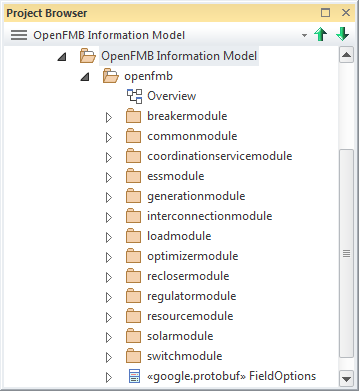 Project Browser
OpenFMB Information Model
OpenFMB Information Model
openfmb
Overview
breakermodule
commonmodule
coordinationservicemodule
essmodule
generationmodule
interconnectionmodule
loadmodule
optimizermodule
reclosermodule
regulatormodule
resourcemodule
solarmodule
switchmodule
«google.protobuf» FieldOptions